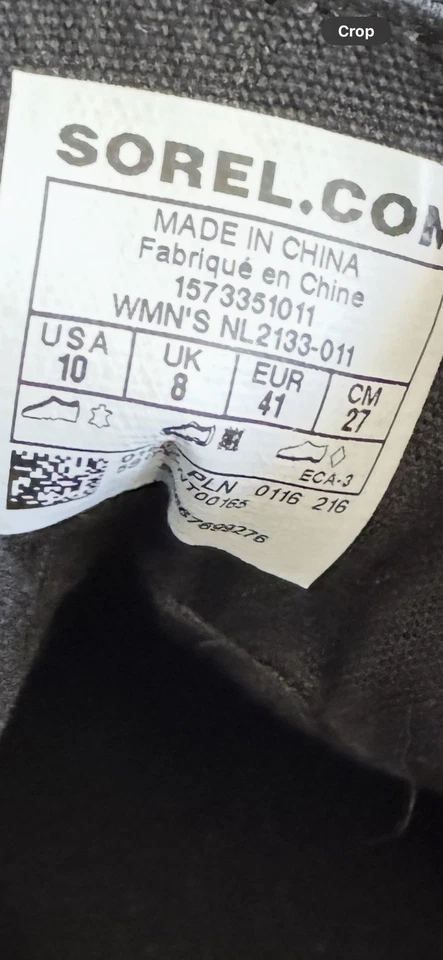 Crop
SOREL.COM
MADE IN CHINA
Fabriqué en Chine
1573351011
WMN'S NL2133-011
USA UK EUR CM
10 8 41 27
ECA-3
PLN 0116 216